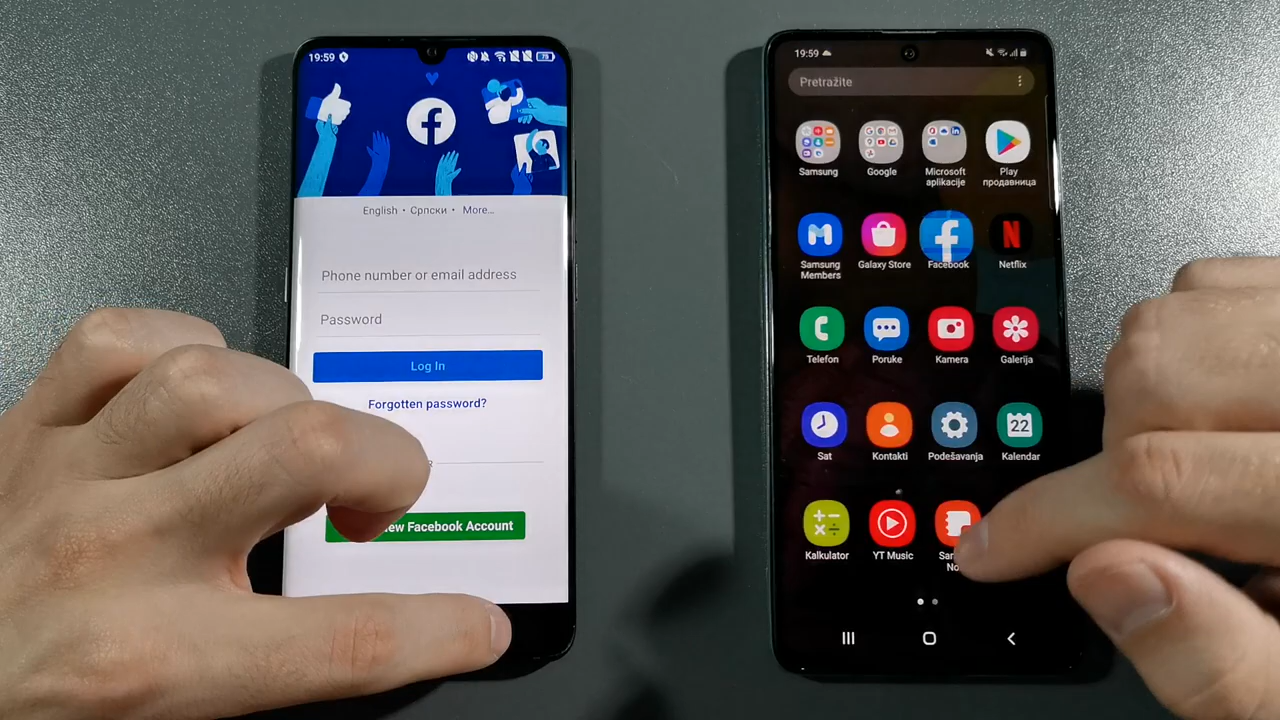 19:59
79
English • Српски • More...
Phone number or email address
Password
Log In
Forgotten password?
New Facebook Account
19:59
Pretražite
Samsung
Google
Microsoft
aplikacije
Play
продавница
Samsung
Members
Galaxy Store
Facebook
Netflix
Telefon
Poruke
Kamera
Galerija
Sat
Kontakti
Podešavanja
22
Kalendar
Kalkulator
YT Music